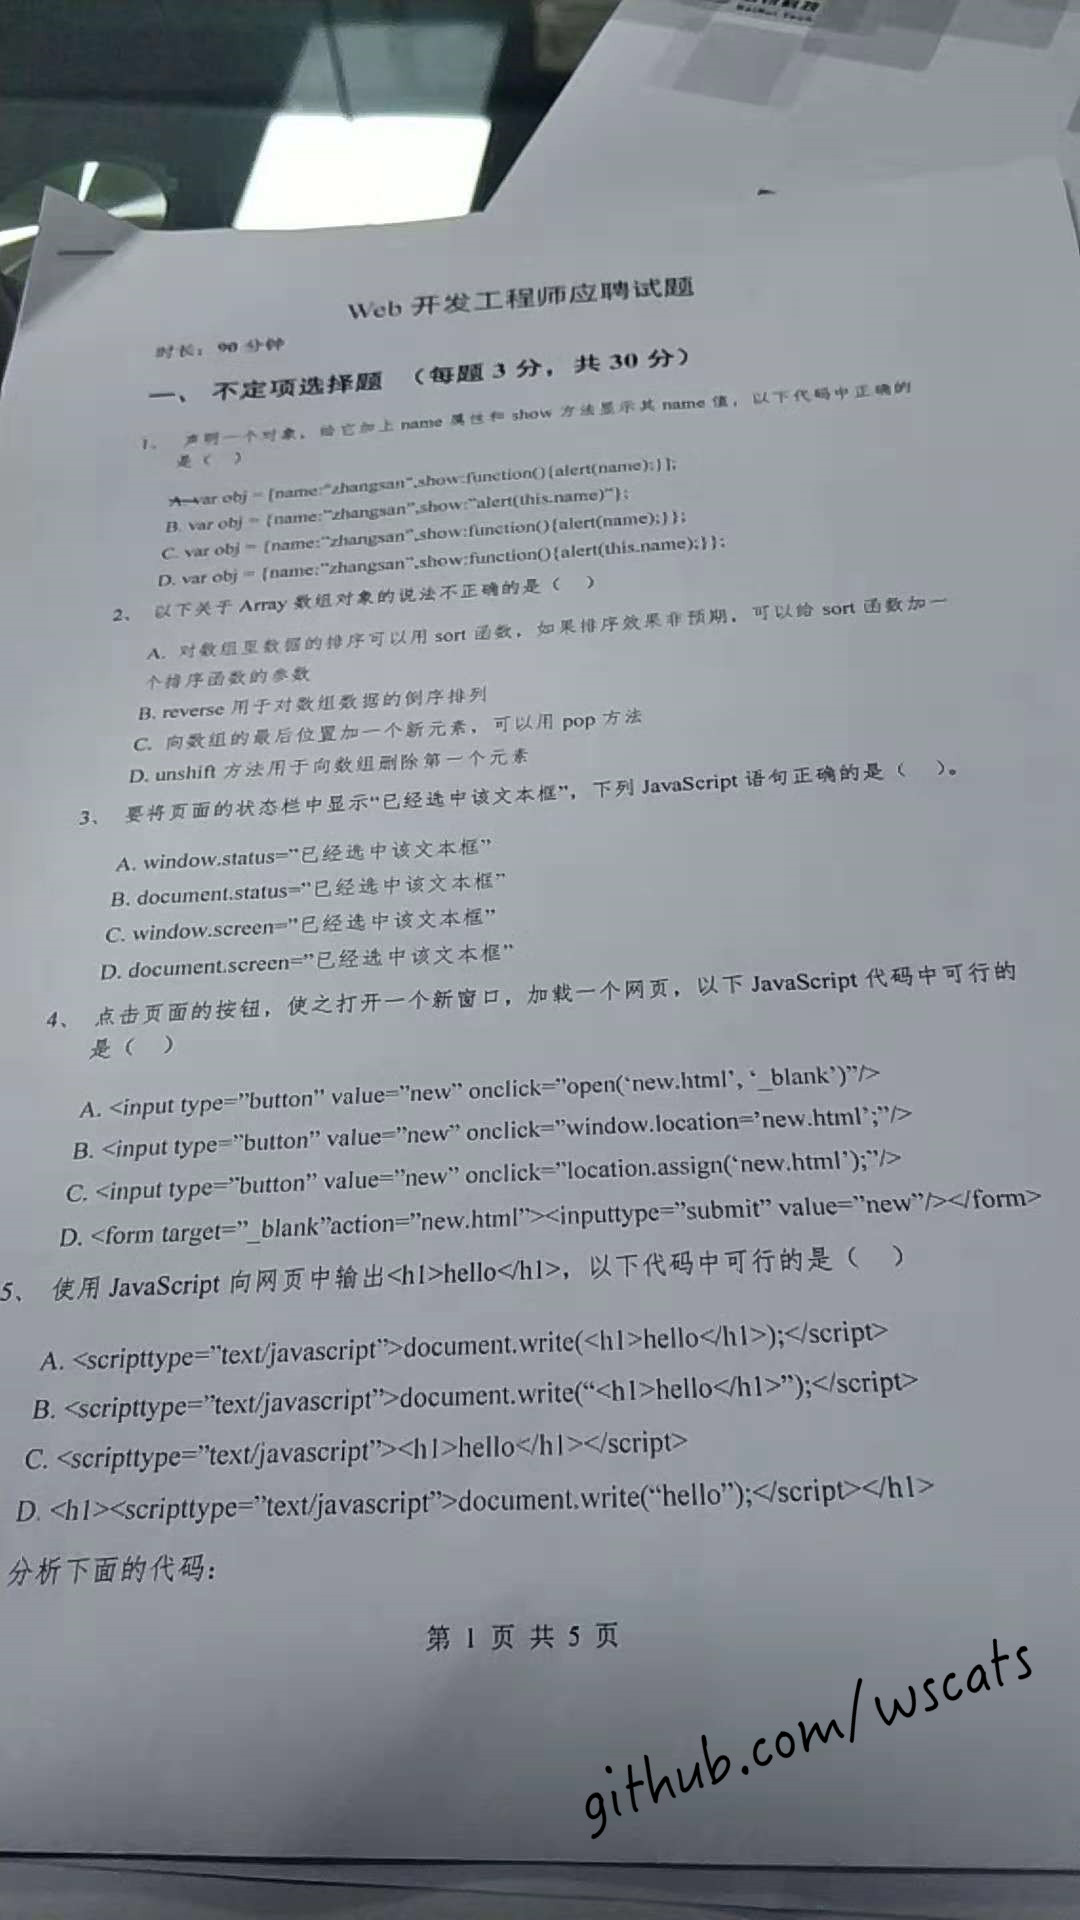 Web 开发工程师应聘试题
时长：90 分钟
一、 不定项选择题 （每题 3 分，共 30 分）
1、 声明一个对象，给它加上 name 属性和 show 方法显示其 name 值，以下代码中正确的
是（ ）
A. var obj = [name:"zhangsan",show:function(){alert(name);}];
B. var obj = {name:"zhangsan",show:"alert(this.name)"};
C. var obj = {name:"zhangsan",show:function(){alert(name);}};
D. var obj = {name:"zhangsan",show:function(){alert(this.name);}};
2、 以下关于 Array 数组对象的说法不正确的是（ ）
A. 对数组里数据的排序可以用 sort 函数，如果排序效果非预期，可以给 sort 函数加一
个排序函数的参数
B. reverse 用于对数组数据的倒序排列
C. 向数组的最后位置加一个新元素，可以用 pop 方法
D. unshift 方法用于向数组删除第一个元素
3、 要将页面的状态栏中显示“已经选中该文本框”，下列 JavaScript 语句正确的是（ ）。
A. window.status=”已经选中该文本框”
B. document.status=”已经选中该文本框”
C. window.screen=”已经选中该文本框”
D. document.screen=”已经选中该文本框”
4、 点击页面的按钮，使之打开一个新窗口，加载一个网页，以下 JavaScript 代码中可行的
是（ ）
A. <input type=”button” value=”new” onclick=”open(‘new.html’, ‘_blank’)”/>
B. <input type=”button” value=”new” onclick=”window.location=’new.html’;”/>
C. <input type=”button” value=”new” onclick=”location.assign(‘new.html’);”/>
D. <form target=”_blank”action=”new.html”><inputtype=”submit” value=”new”/></form>
5、 使用 JavaScript 向网页中输出<h1>hello</h1>，以下代码中可行的是（ ）
A. <scripttype=”text/javascript”>document.write(<h1>hello</h1>);</script>
B. <scripttype=”text/javascript”>document.write(“<h1>hello</h1>”);</script>
C. <scripttype=”text/javascript”><h1>hello</h1></script>
D. <h1><scripttype=”text/javascript”>document.write(“hello”);</script></h1>
分析下面的代码：
第 1 页 共 5 页
github.com/wscats